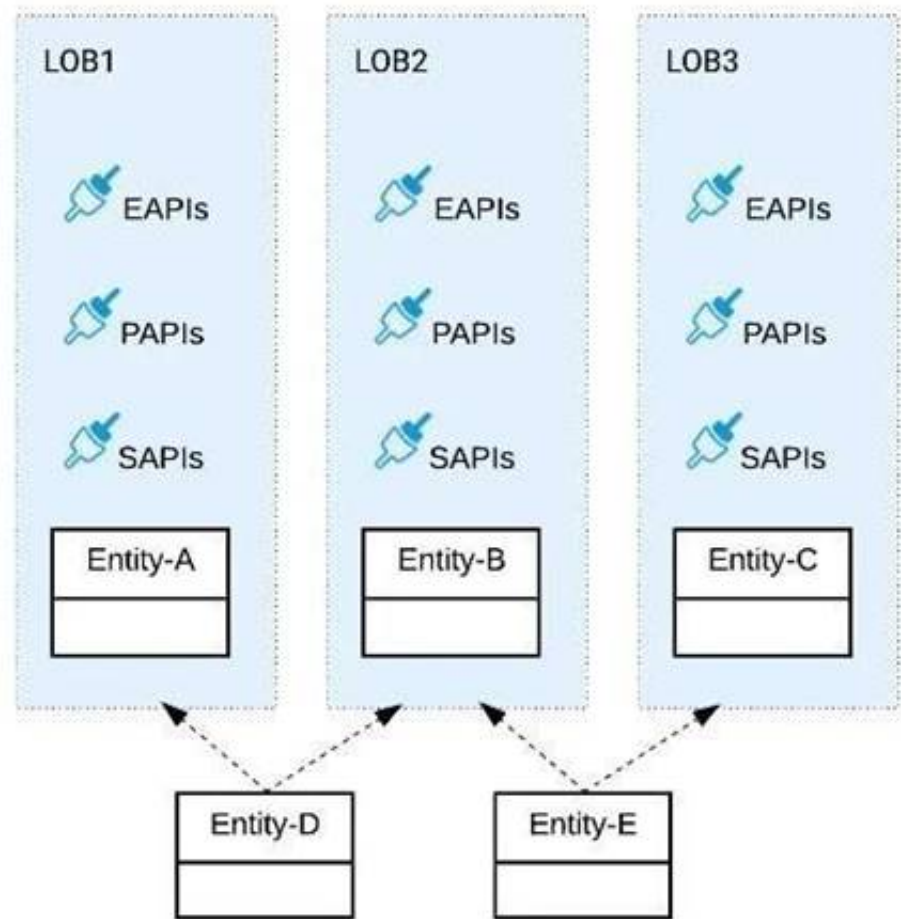 LOB1
EAPIs
PAPIs
SAPIs
Entity-A
LOB2
EAPIs
PAPIs
SAPIs
Entity-B
LOB3
EAPIs
PAPIs
SAPIs
Entity-C
Entity-D
Entity-E